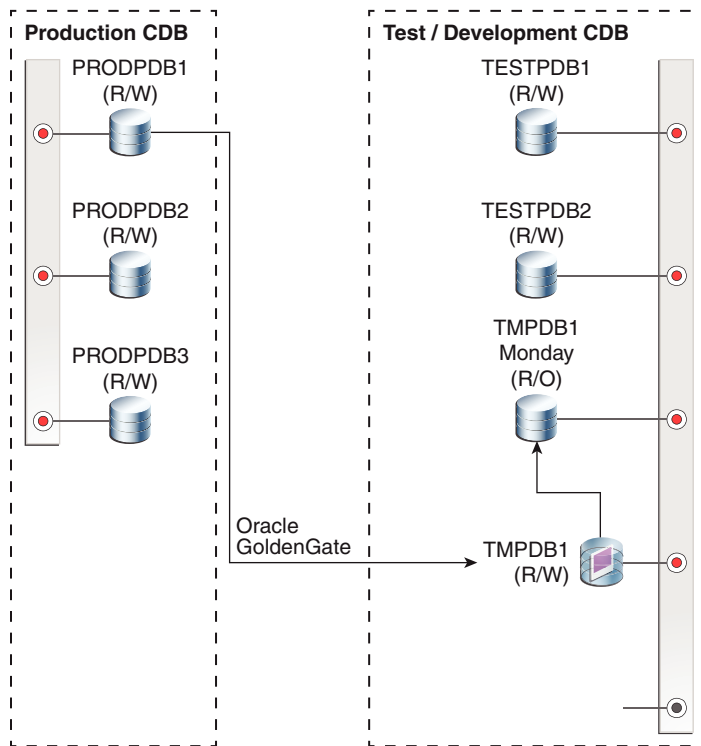 Production CDB
PRODPDB1
(R/W)
PRODPDB2
(R/W)
PRODPDB3
(R/W)
Oracle
GoldenGate
Test / Development CDB
TESTPDB1
(R/W)
TESTPDB2
(R/W)
TMPDB1
Monday
(R/O)
TMPDB1
(R/W)